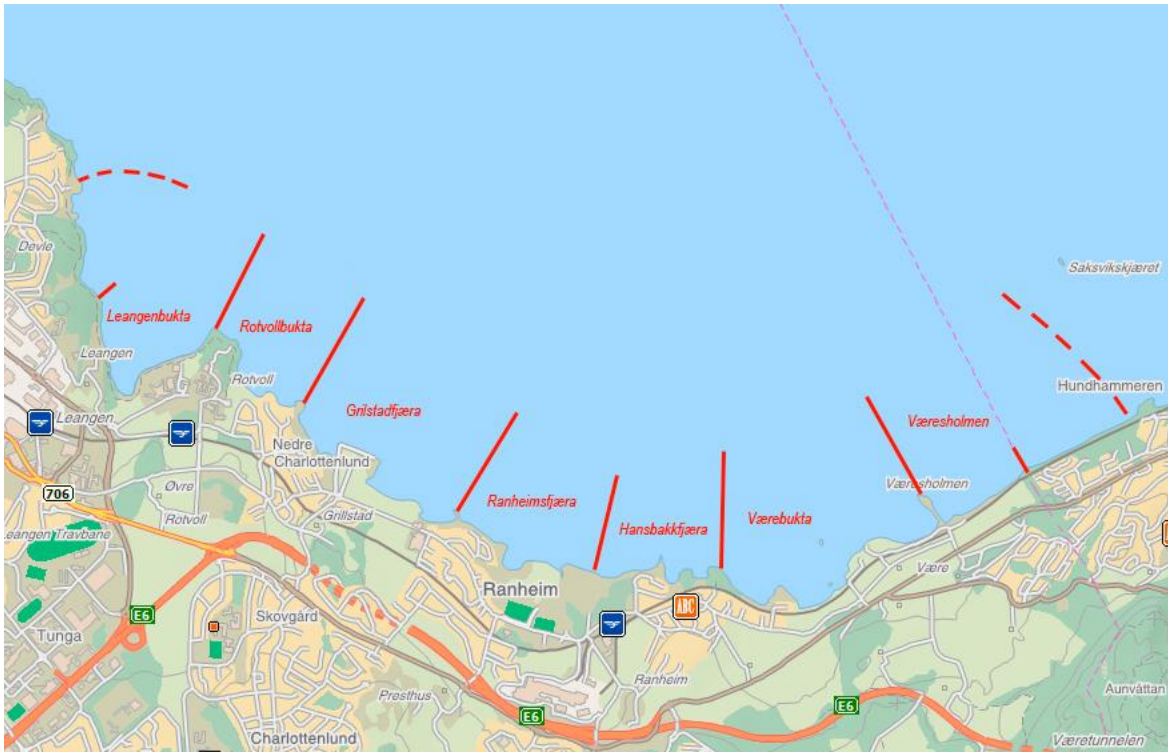 Devle
Saksvikskjæret
Leangenbukta
Rotvollbukta
Leangen
Rotvoll
Hundhammeren
Grilstadfjæra
Væresholmen
Leangen
Nedre
Charlottenlund
Øvre
Rotvoll
706
Grillstad
Ranheimsfjæra
Hansbakkfjæra
Værebukta
Væresholmen
Leangen Travbane
Være
Ranheim
ABC
E6
Skovgård
Tunga
Presthus
Ranheim
Aunvåttan
E6
E6
Charlottenlund
Væretunnelen